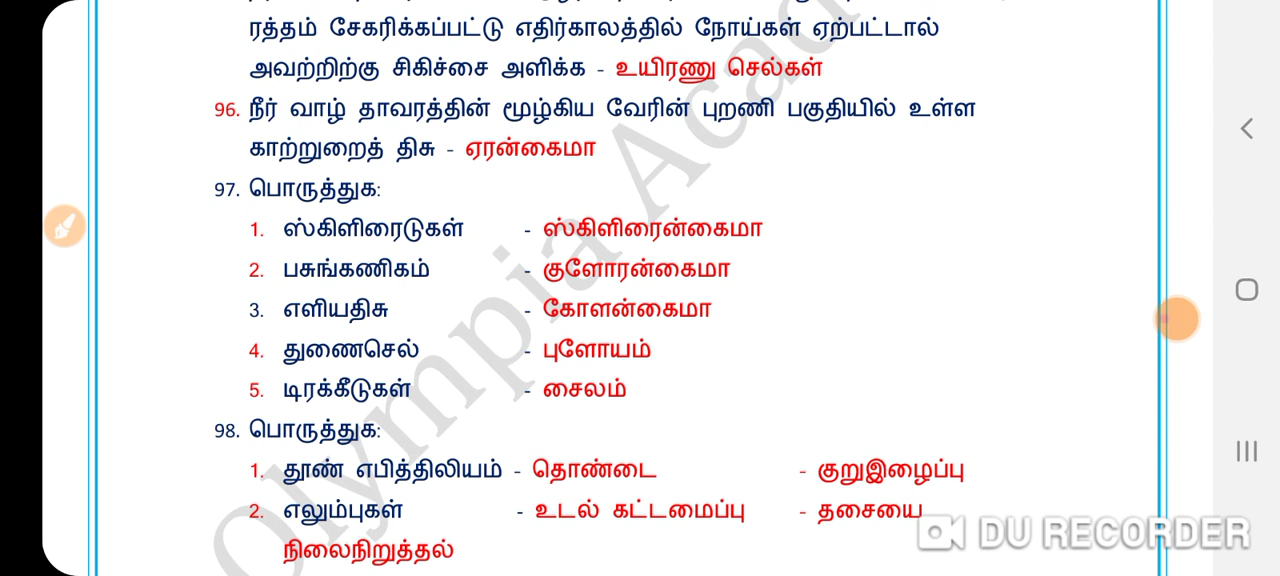 ரத்தம் சேகரிக்கப்பட்டு எதிர்காலத்தில் நோய்கள் ஏற்பட்டால்
அவற்றிற்கு சிகிச்சை அளிக்க - உயிரணு செல்கள்
96. நீர் வாழ் தாவரத்தின் மூழ்கிய வேரின் புறணி பகுதியில் உள்ள
காற்றுறைத் திசு - ஏரன்கைமா
97. பொருத்துக:
1. ஸ்கிளிரைடுகள் - ஸ்கிளிரைன்கைமா
2. பசுங்கணிகம் - குளோரன்கைமா
3. எளியதிசு - கோளன்கைமா
4. துணைசெல் - புளோயம்
5. டிரக்கீடுகள் - சைலம்
98. பொருத்துக:
1. தூண் எபித்திலியம் - தொண்டை - குறுஇழைப்பு
2. எலும்புகள் - உடல் கட்டமைப்பு - தசையை
நிலைநிறுத்தல்
Olympia Acad
DU RECORDER